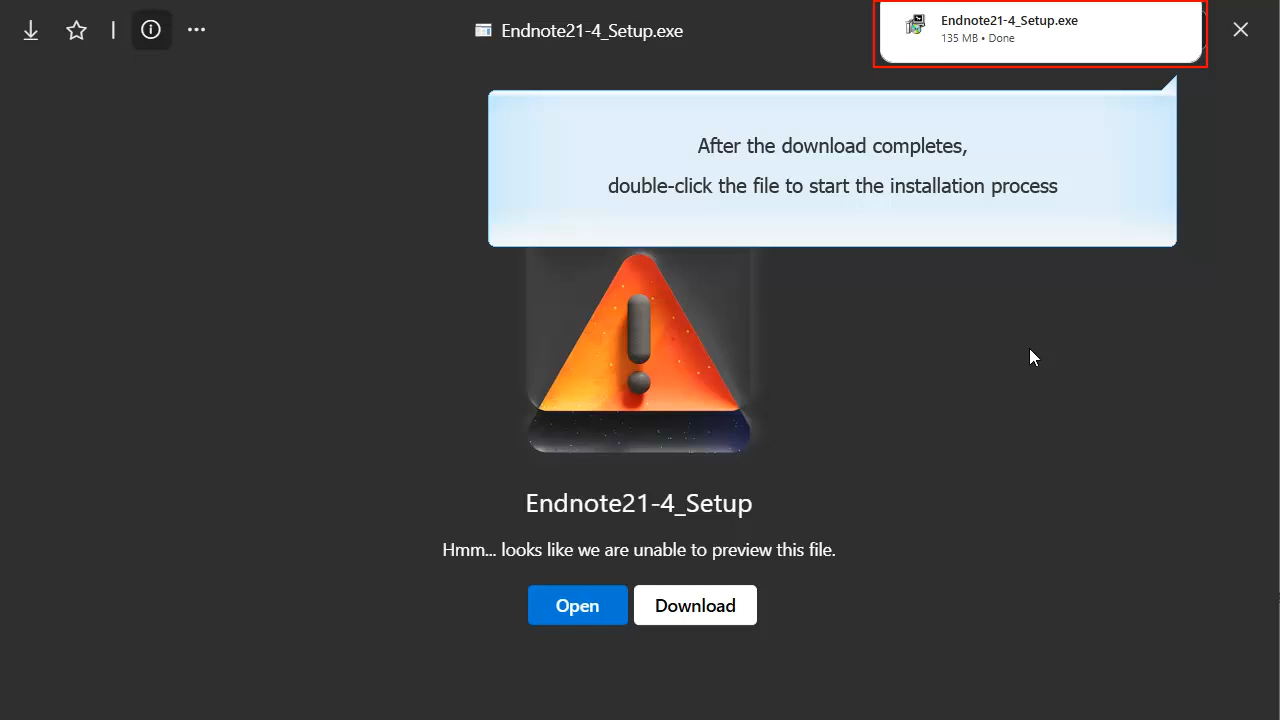 Endnote21-4_Setup.exe
Endnote21-4_Setup.exe
135 MB • Done
After the download completes,
double-click the file to start the installation process
Endnote21-4_Setup
Hmm... looks like we are unable to preview this file.
Open
Download